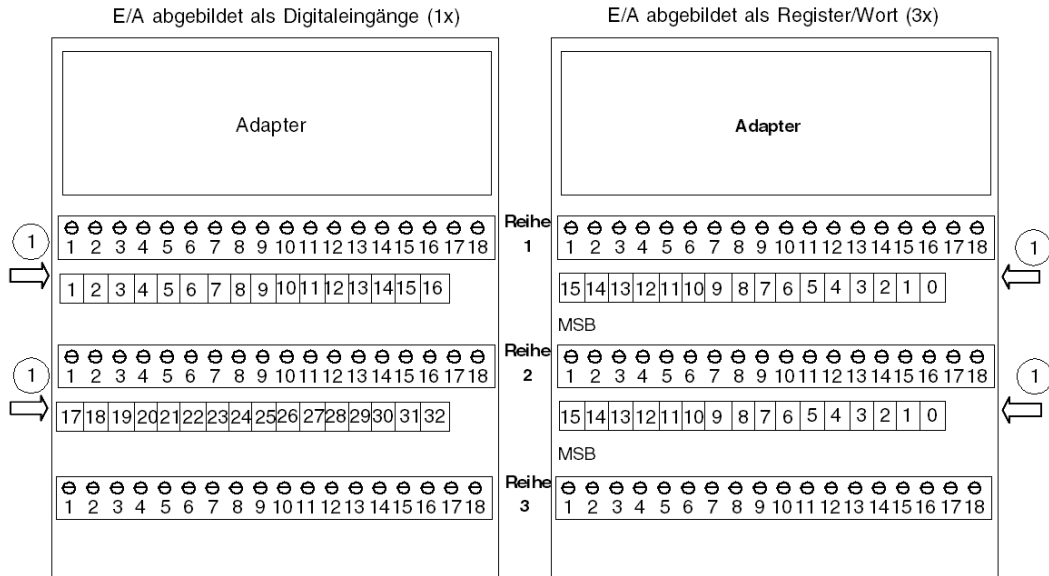 E/A abgebildet als Digitaleingänge (1x)
E/A abgebildet als Register/Wort (3x)
Adapter
Adapter
Reihe
1
1 2 3 4 5 6 7 8 9 10 11 12 13 14 15 16 17 18
1 2 3 4 5 6 7 8 9 10 11 12 13 14 15 16 17 18
1
1
1 2 3 4 5 6 7 8 9 10 11 12 13 14 15 16
15 14 13 12 11 10 9 8 7 6 5 4 3 2 1 0
MSB
Reihe
2
1 2 3 4 5 6 7 8 9 10 11 12 13 14 15 16 17 18
1 2 3 4 5 6 7 8 9 10 11 12 13 14 15 16 17 18
1
1
17 18 19 20 21 22 23 24 25 26 27 28 29 30 31 32
15 14 13 12 11 10 9 8 7 6 5 4 3 2 1 0
MSB
Reihe
3
1 2 3 4 5 6 7 8 9 10 11 12 13 14 15 16 17 18
1 2 3 4 5 6 7 8 9 10 11 12 13 14 15 16 17 18